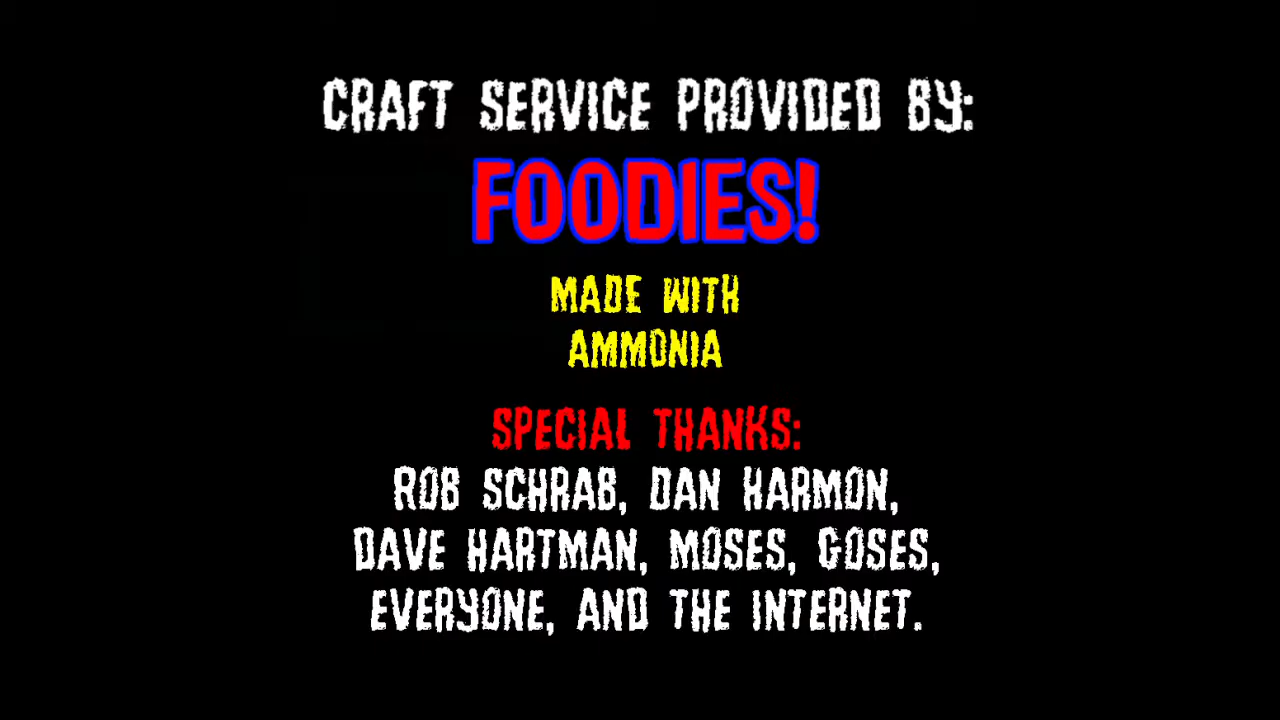 CRAFT SERVICE PROVIDED BY:
FOODIES!
MADE WITH
AMMONIA
SPECIAL THANKS:
ROB SCHRAB, DAN HARMON,
DAVE HARTMAN, MOSES, GOSES,
EVERYONE, AND THE INTERNET.